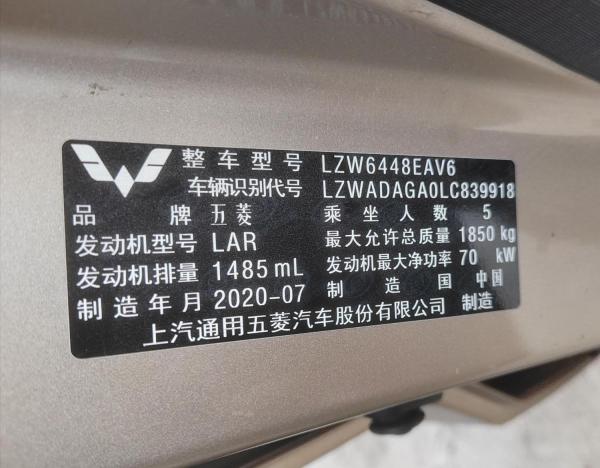 整车型号 LZW6448EAV6
车辆识别代号 LZWADAGA0LC839918
品牌 五菱 乘坐人数 5
发动机型号 LAR 最大允许总质量 1850 kg
发动机排量 1485 mL 发动机最大净功率 70 kW
制造年月 2020-07 制造国 中国
上汽通用五菱汽车股份有限公司 制造